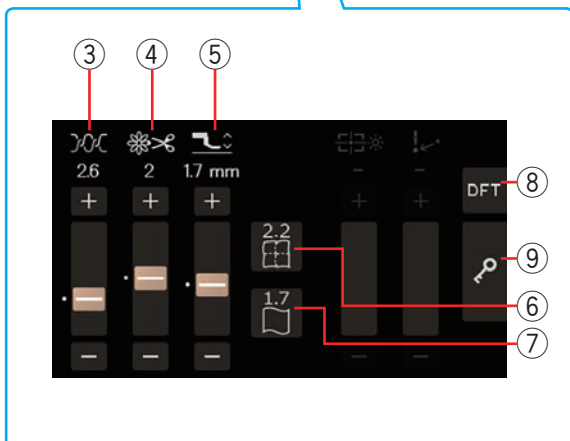 ③ ④ ⑤
2.6 2 1.7 mm – –
+ + + + +
DFT ⑧
2.2
⑨
1.7
⑥
⑦
– – – – –